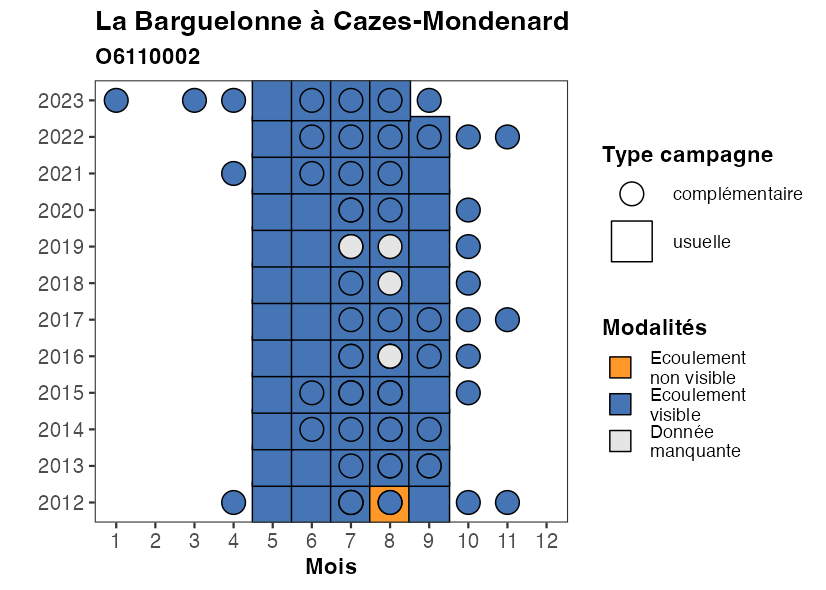 La Barguelonne à Cazes-Mondenard
O6110002
2023
2022
2021
2020
2019
2018
2017
2016
2015
2014
2013
2012
1 2 3 4 5 6 7 8 9 10 11 12
Mois
Type campagne
complémentaire
usuelle
Modalités
Ecoulement
non visible
Ecoulement
visible
Donnée
manquante